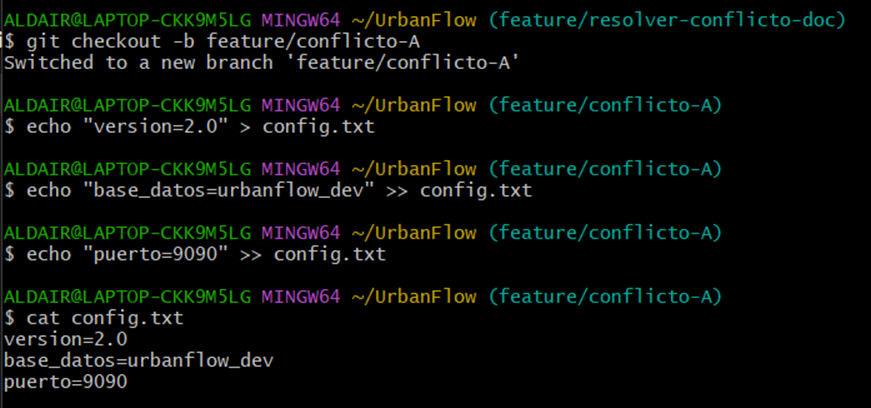 ALDAIR@LAPTOP-CKK9M5LG MINGW64 ~/UrbanFlow (feature/resolver-conflicto-doc)
$ git checkout -b feature/conflicto-A
Switched to a new branch 'feature/conflicto-A'
ALDAIR@LAPTOP-CKK9M5LG MINGW64 ~/UrbanFlow (feature/conflicto-A)
$ echo "version=2.0" > config.txt
ALDAIR@LAPTOP-CKK9M5LG MINGW64 ~/UrbanFlow (feature/conflicto-A)
$ echo "base_datos=urbanflow_dev" >> config.txt
ALDAIR@LAPTOP-CKK9M5LG MINGW64 ~/UrbanFlow (feature/conflicto-A)
$ echo "puerto=9090" >> config.txt
ALDAIR@LAPTOP-CKK9M5LG MINGW64 ~/UrbanFlow (feature/conflicto-A)
$ cat config.txt
version=2.0
base_datos=urbanflow_dev
puerto=9090